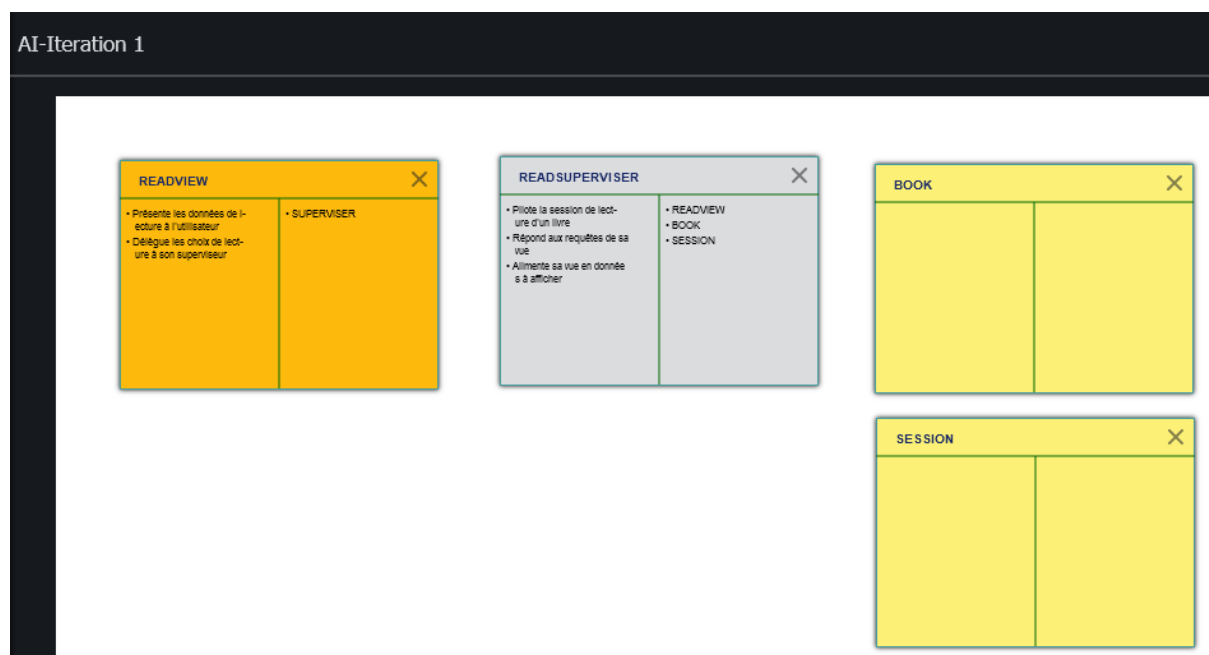 AI-Iteration 1
READVIEW
• Présente les données de l-
ecture à l'utilisateur
• Délègue les choix de lect-
ure à son superviseur
• SUPERVISER
READSUPERVISER
• Pilote la session de lect-
ure d'un livre
• Répond aux requêtes de sa
vue
• Alimente sa vue en donnée
s à afficher
• READVIEW
• BOOK
• SESSION
BOOK
SESSION